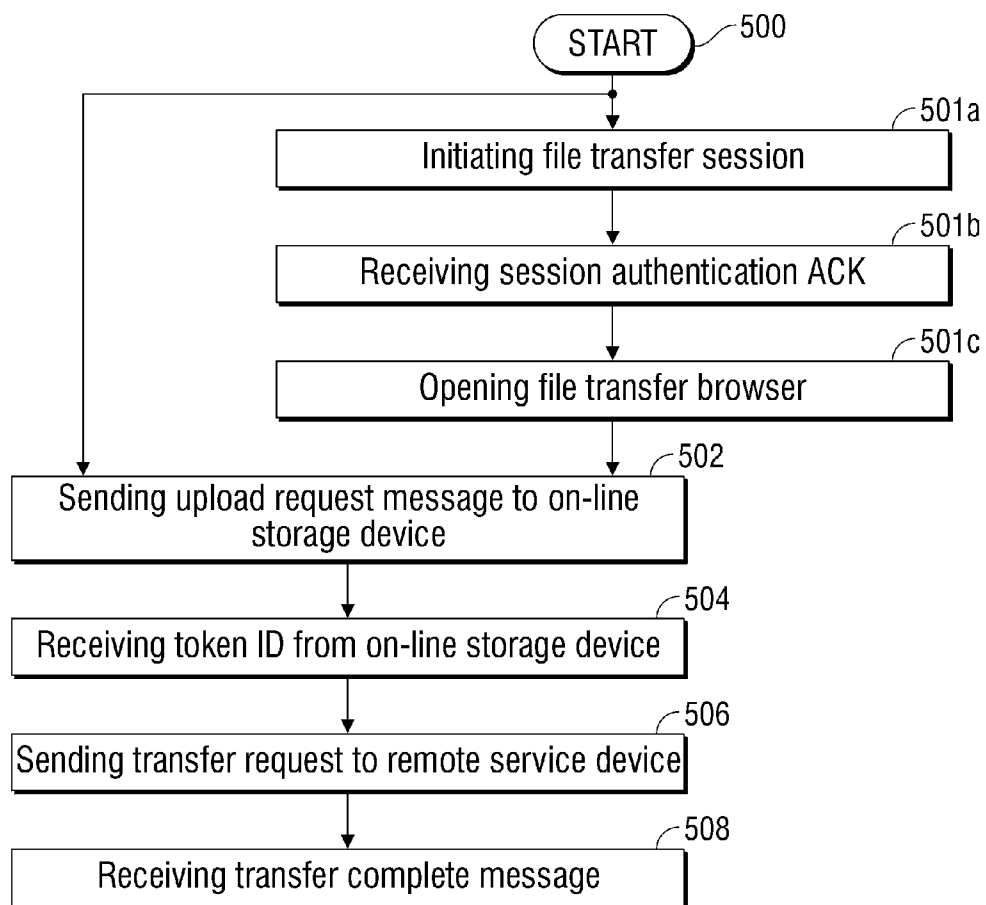 START
500
501a
Initiating file transfer session
501b
Receiving session authentication ACK
501c
Opening file transfer browser
502
Sending upload request message to on-line
storage device
504
Receiving token ID from on-line storage device
506
Sending transfer request to remote service device
508
Receiving transfer complete message